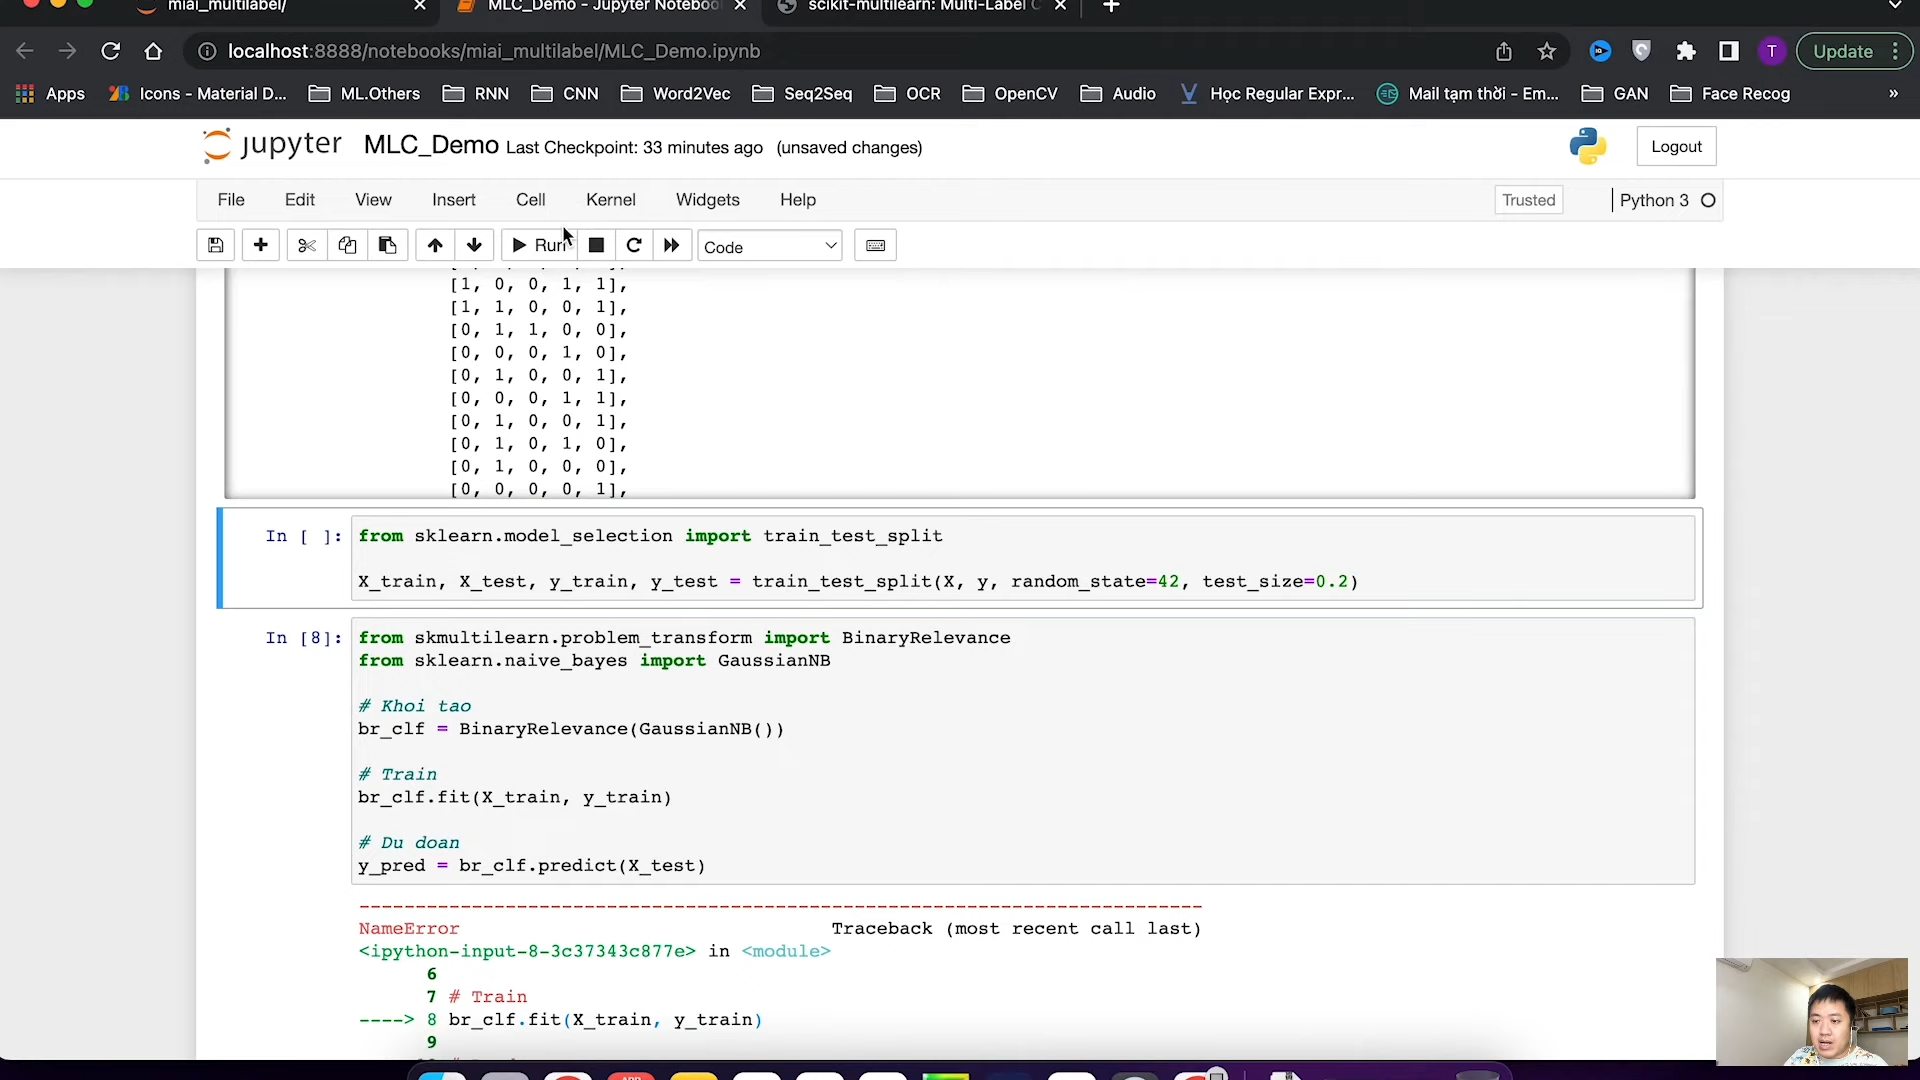 miai_multilabel/
MLC_Demo - Jupyter Notebook
scikit-multilearn: Multi-Label C
localhost:8888/notebooks/miai_multilabel/MLC_Demo.ipynb
T
Update
Apps
Icons - Material D...
ML.Others
RNN
CNN
Word2Vec
Seq2Seq
OCR
OpenCV
Audio
Học Regular Expr...
Mail tạm thời - Em...
GAN
Face Recog
»
jupyter
MLC_Demo Last Checkpoint: 33 minutes ago (unsaved changes)
Logout
File
Edit
View
Insert
Cell
Kernel
Widgets
Help
Trusted
Python 3
Run
Code
[1, 0, 0, 1, 1],
[1, 1, 0, 0, 1],
[0, 1, 1, 0, 0],
[0, 0, 0, 1, 0],
[0, 1, 0, 0, 1],
[0, 0, 0, 1, 1],
[0, 1, 0, 0, 1],
[0, 1, 0, 1, 0],
[0, 1, 0, 0, 0],
[0, 0, 0, 0, 1],
In [ ]: from sklearn.model_selection import train_test_split
X_train, X_test, y_train, y_test = train_test_split(X, y, random_state=42, test_size=0.2)
In [8]: from skmultilearn.problem_transform import BinaryRelevance
from sklearn.naive_bayes import GaussianNB
# Khoi tao
br_clf = BinaryRelevance(GaussianNB())
# Train
br_clf.fit(X_train, y_train)
# Du doan
y_pred = br_clf.predict(X_test)
---------------------------------------------------------------------------
NameError Traceback (most recent call last)
<ipython-input-8-3c37343c877e> in <module>
6
7 # Train
----> 8 br_clf.fit(X_train, y_train)
9